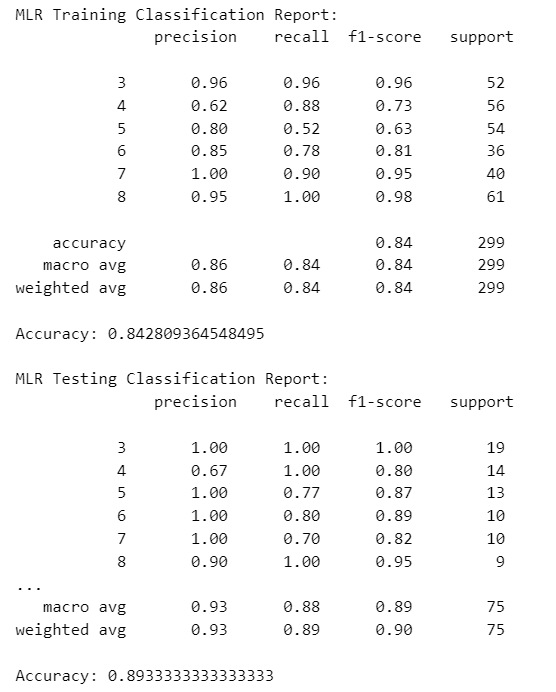 MLR Training Classification Report:
precision recall f1-score support
3 0.96 0.96 0.96 52
4 0.62 0.88 0.73 56
5 0.80 0.52 0.63 54
6 0.85 0.78 0.81 36
7 1.00 0.90 0.95 40
8 0.95 1.00 0.98 61
accuracy 0.84 299
macro avg 0.86 0.84 0.84 299
weighted avg 0.86 0.84 0.84 299
Accuracy: 0.842809364548495
MLR Testing Classification Report:
precision recall f1-score support
3 1.00 1.00 1.00 19
4 0.67 1.00 0.80 14
5 1.00 0.77 0.87 13
6 1.00 0.80 0.89 10
7 1.00 0.70 0.82 10
8 0.90 1.00 0.95 9
...
macro avg 0.93 0.88 0.89 75
weighted avg 0.93 0.89 0.90 75
Accuracy: 0.8933333333333333